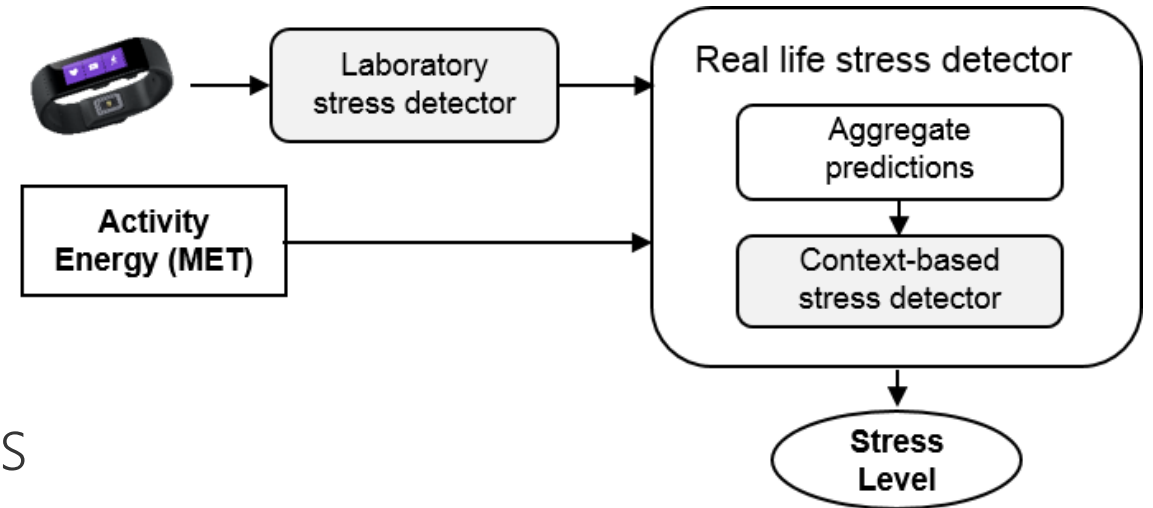 Laboratory
stress detector
Activity
Energy (MET)
Real life stress detector
Aggregate
predictions
Context-based
stress detector
Stress
Level
S